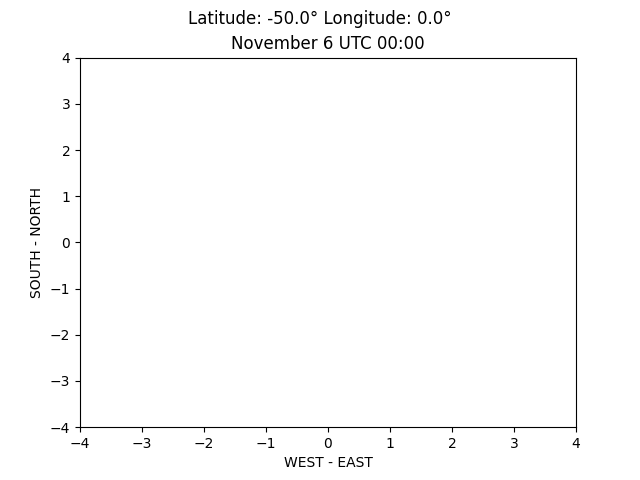 Latitude: -50.0° Longitude: 0.0°
November 6 UTC 00:00
4
3
2
1
0
−1
−2
−3
−4
SOUTH - NORTH
−4 −3 −2 −1 0 1 2 3 4
WEST - EAST